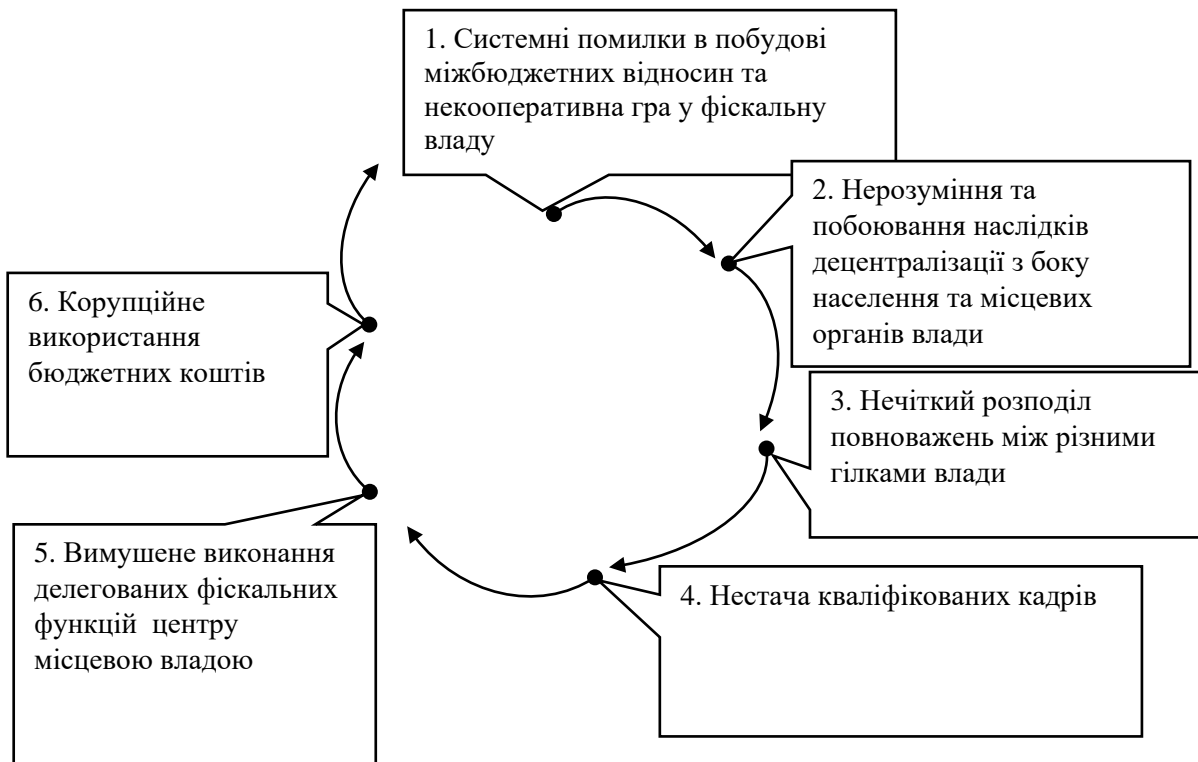 1. Системні помилки в побудові
міжбюджетних відносин та
некооперативна гра у фіскальну
владу
2. Нерозуміння та
побоювання наслідків
децентралізації з боку
населення та місцевих
органів влади
3. Нечіткий розподіл
повноважень між різними
гілками влади
4. Нестача кваліфікованих кадрів
5. Вимушене виконання
делегованих фіскальних
функцій  центру
місцевою владою
6. Корупційне
використання
бюджетних коштів